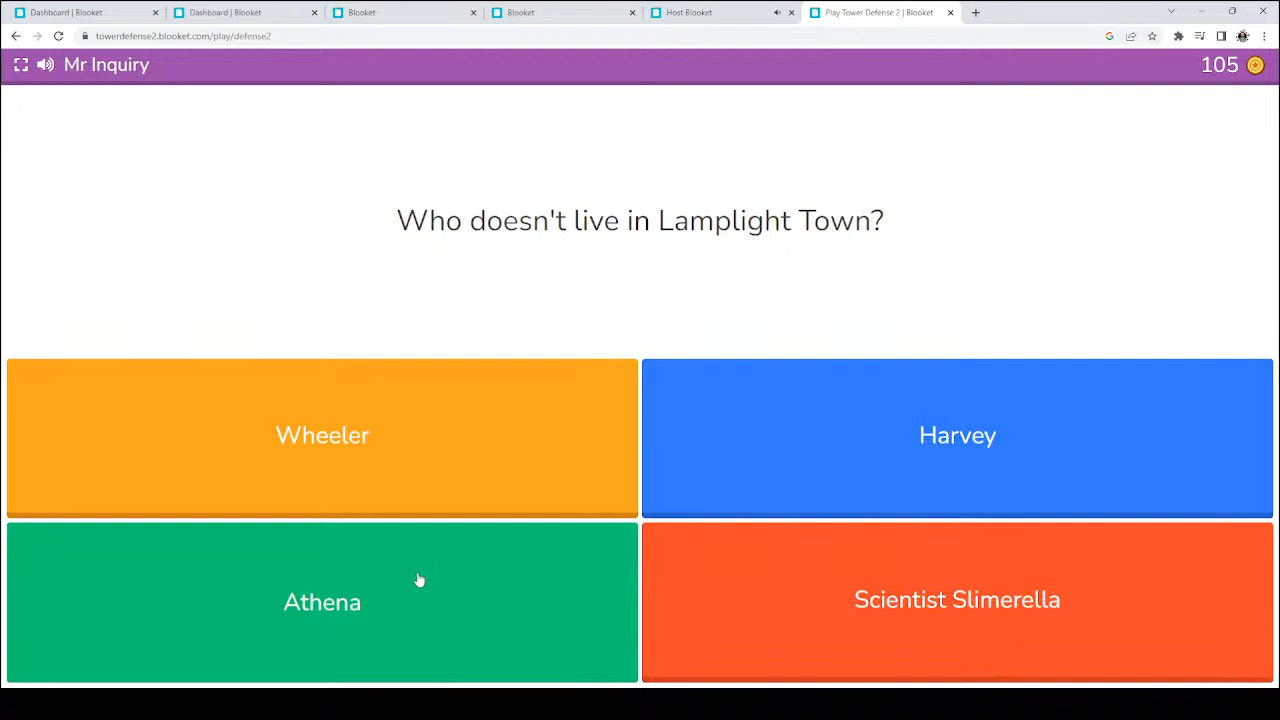 Dashboard | Blooket
Dashboard | Blooket
Blooket
Blooket
Host Blooket
Play Tower Defense 2 | Blooket
towerdefense2.blooket.com/play/defense2
Mr Inquiry
105
Who doesn't live in Lamplight Town?
Wheeler
Harvey
Athena
Scientist Slimerella